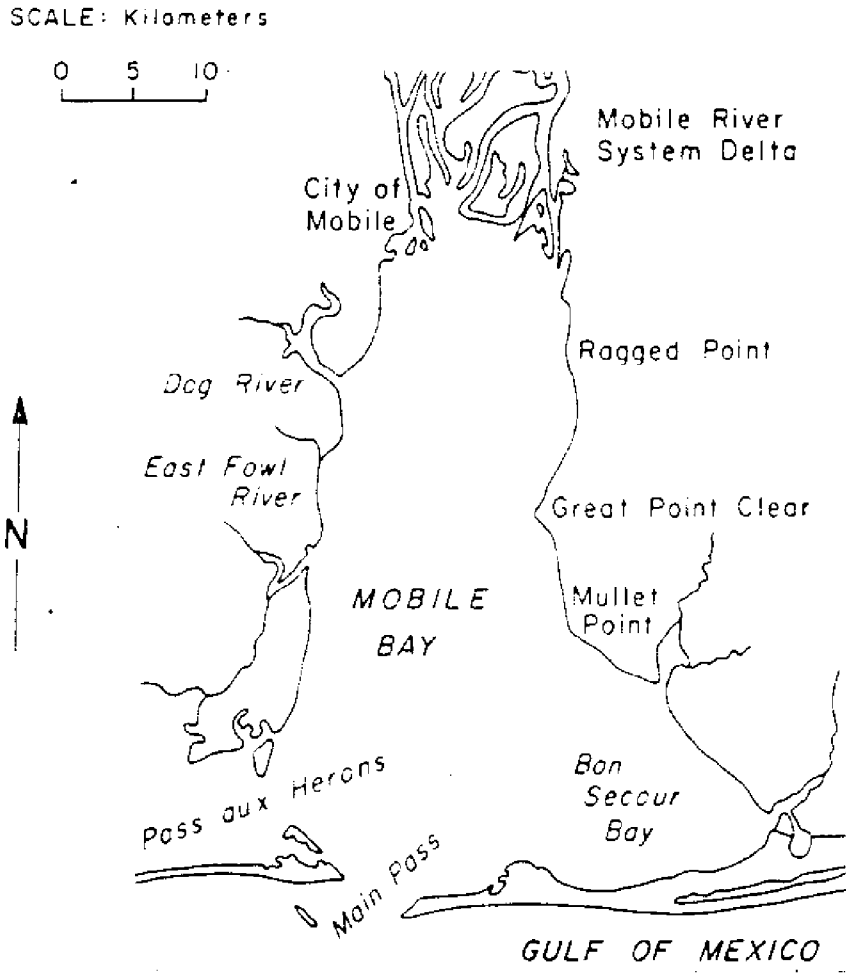 SCALE: Kilometers
0 5 10
Mobile River
System Delta
City of
Mobile
Ragged Point
Dog River
East Fowl
River
Great Point Clear
N
MOBILE
BAY
Mullet
Point
Bon
Secour
Bay
Pass aux Herons
Main Pass
GULF OF MEXICO